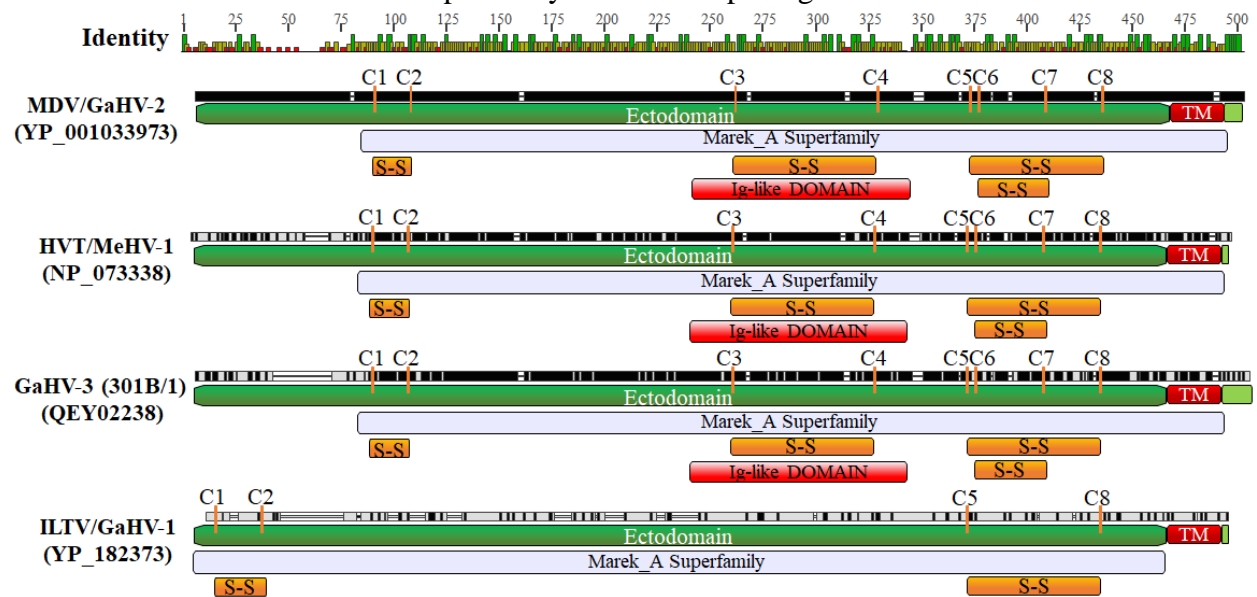 1 25 50 75 100 125 150 175 200 225 250 275 300 325 350 375 400 425 450 475 500
Identity
C1 C2 C3 C4 C5 C6 C7 C8
MDV/GaHV-2
(YP_001033973)
Ectodomain TM
Marek_A Superfamily
S-S S-S S-S
Ig-like DOMAIN S-S
C1 C2 C3 C4 C5 C6 C7 C8
HVT/MeHV-1
(NP_073338)
Ectodomain TM
Marek_A Superfamily
S-S S-S S-S
Ig-like DOMAIN S-S
C1 C2 C3 C4 C5 C6 C7 C8
GaHV-3 (301B/1)
(QEY02238)
Ectodomain TM
Marek_A Superfamily
S-S S-S S-S
Ig-like DOMAIN S-S
C1 C2 C5 C8
ILTV/GaHV-1
(YP_182373)
Ectodomain TM
Marek_A Superfamily
S-S S-S